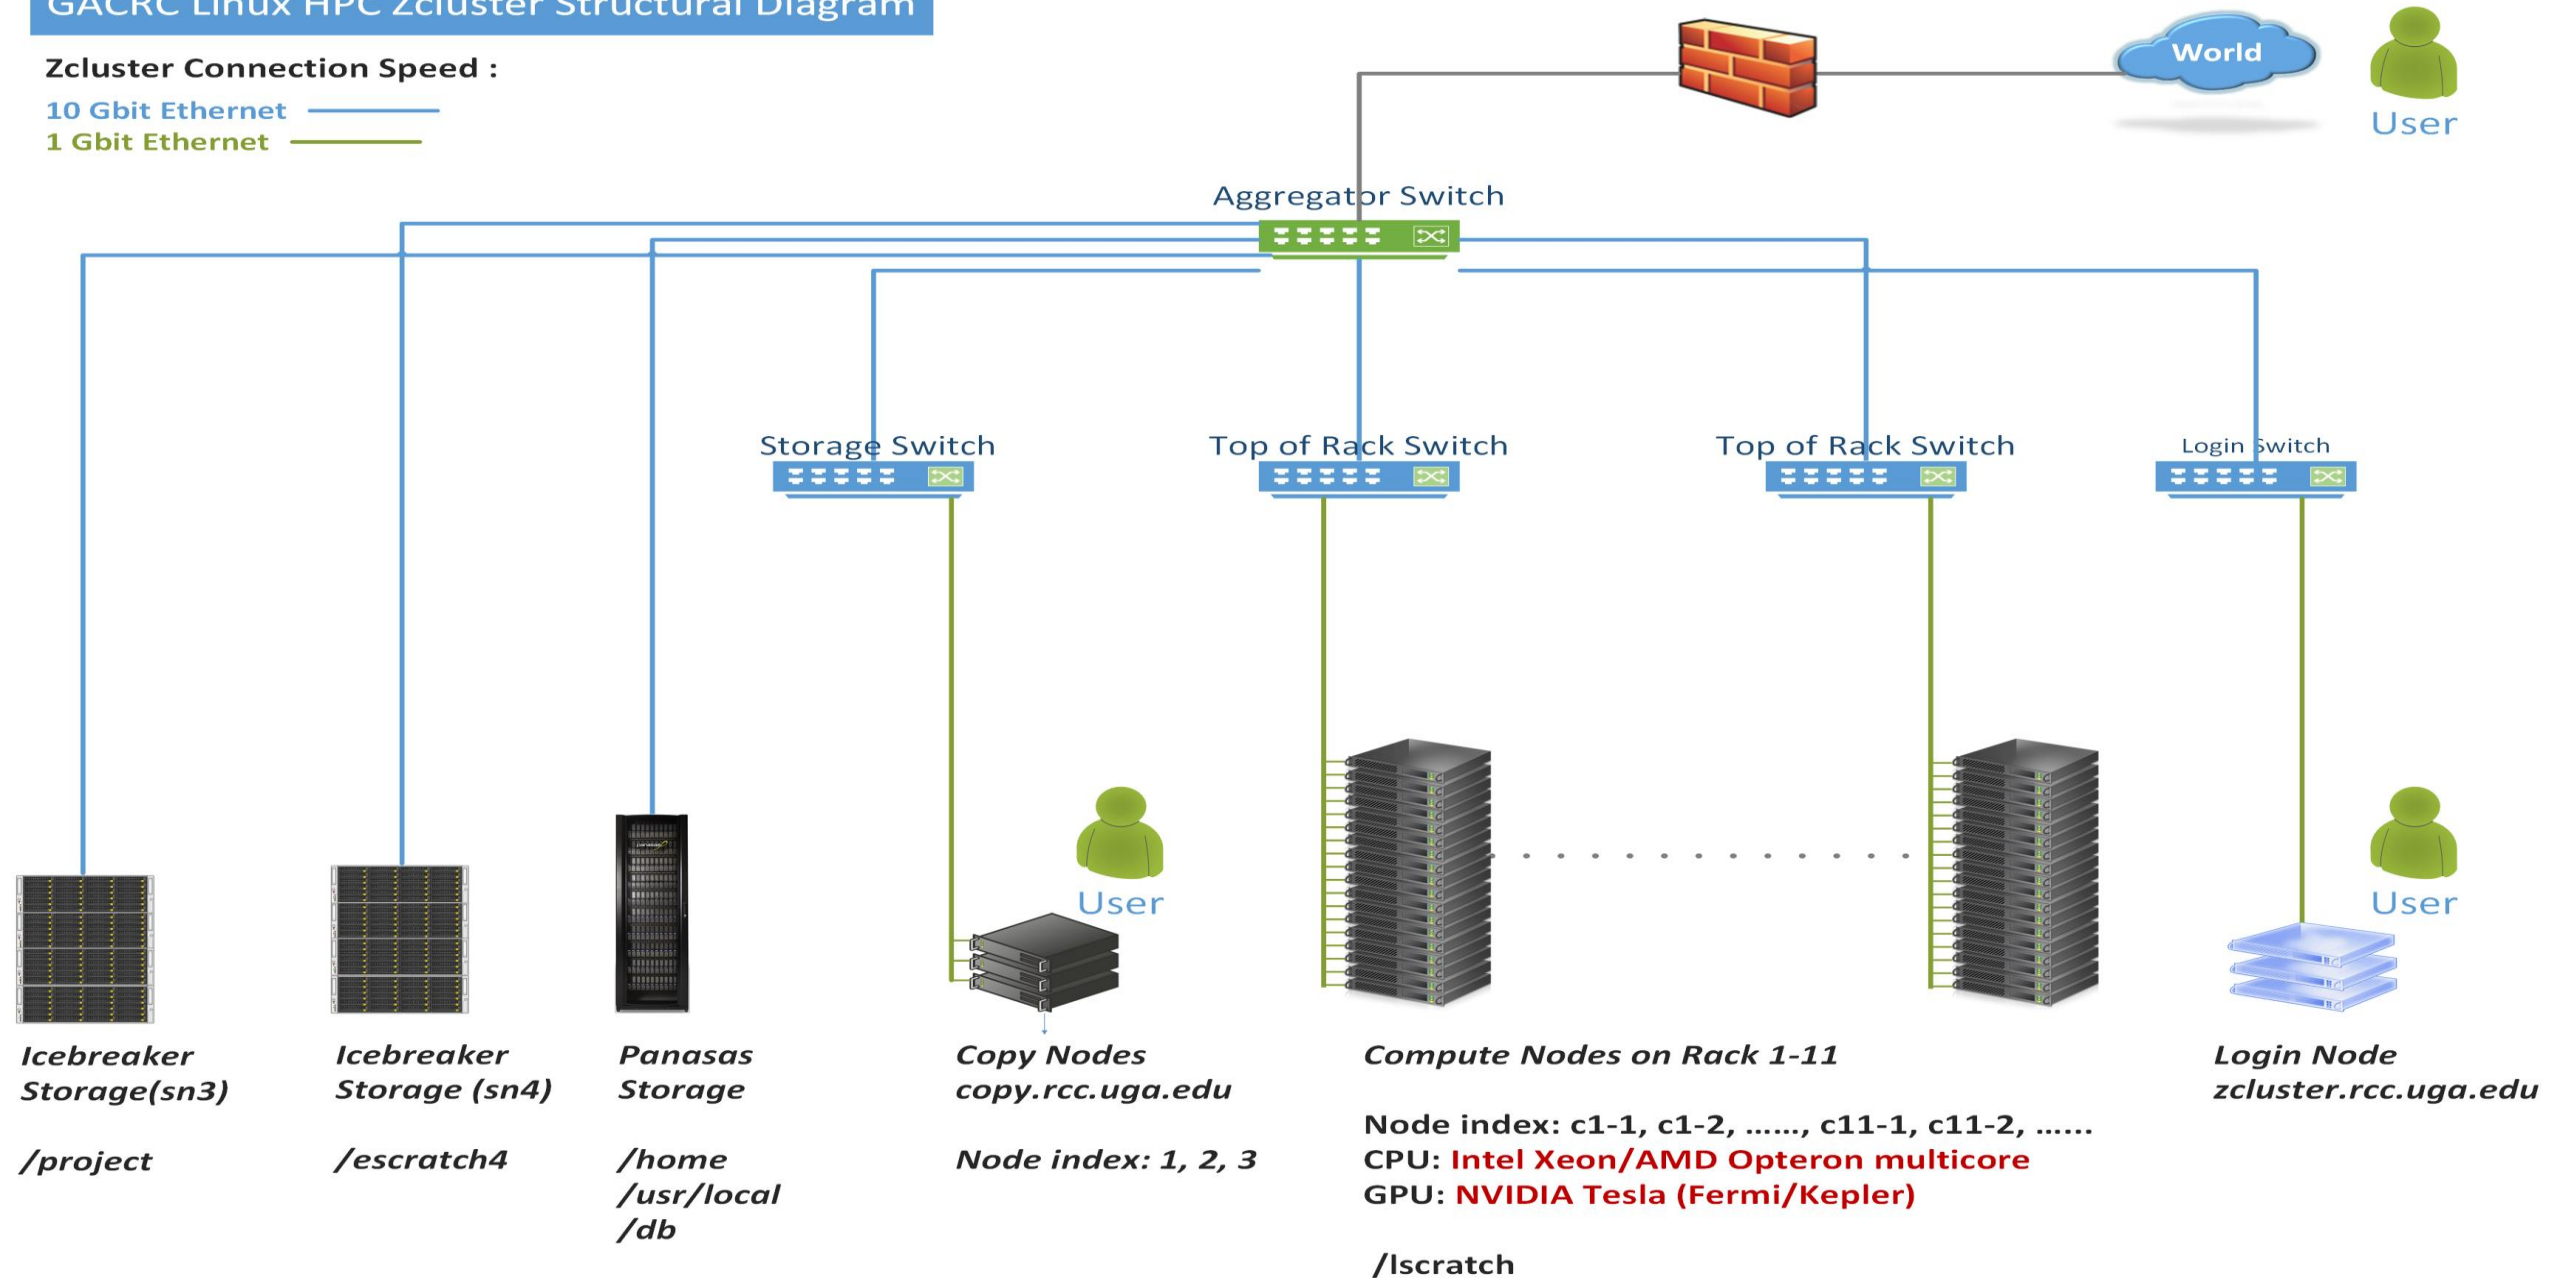 GACRC Linux HPC Zcluster Structural Diagram
Zcluster Connection Speed :
10 Gbit Ethernet
1 Gbit Ethernet
World
User
Aggregator Switch
Storage Switch
Top of Rack Switch
Top of Rack Switch
Login Switch
User
User
Icebreaker
Storage(sn3)
/project
Icebreaker
Storage (sn4)
/escratch4
Panasas
Storage
/home
/usr/local
/db
Copy Nodes
copy.rcc.uga.edu
Node index: 1, 2, 3
Compute Nodes on Rack 1-11
Node index: c1-1, c1-2, ……, c11-1, c11-2, ……
CPU: Intel Xeon/AMD Opteron multicore
GPU: NVIDIA Tesla (Fermi/Kepler)
/lscratch
Login Node
zcluster.rcc.uga.edu